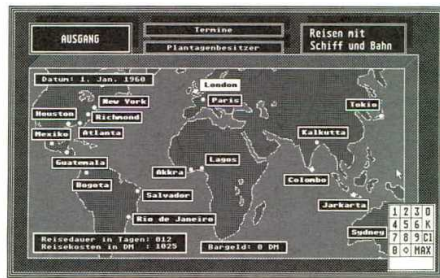 AUSGANG
Termine
Plantagenbesitzer
Reisen mit
Schiff und Bahn
Datum: 1. Jan. 1960
London
New York
Paris
Tokio
Houston
Richmond
Mexiko
Atlanta
Kalkutta
Guatemala
Lagos
Akkra
Bogota
Colombo
Salvador
Jarkarta
Rio de Janeiro
Sydney
Reisedauer in Tagen: 012
Reisekosten in DM : 1025
Bargeld: 0 DM
1 2 3 0
4 5 6 K
7 8 9 Cl
B ◇ MAX